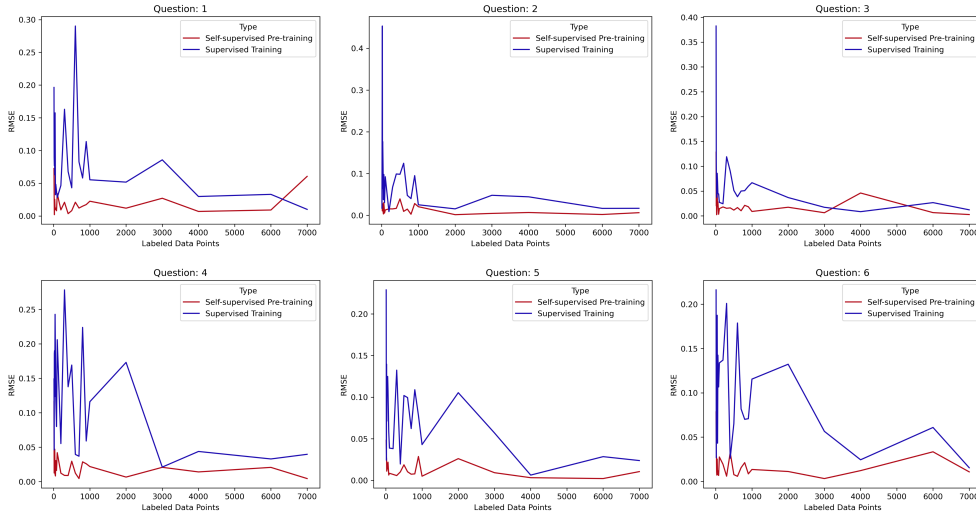 Question: 1
Type
Self-supervised Pre-training
Supervised Training
RMSE
0.30
0.25
0.20
0.15
0.10
0.05
0.00
0 1000 2000 3000 4000 5000 6000 7000
Labeled Data Points
Question: 2
Type
Self-supervised Pre-training
Supervised Training
RMSE
0.4
0.3
0.2
0.1
0.0
0 1000 2000 3000 4000 5000 6000 7000
Labeled Data Points
Question: 3
Type
Self-supervised Pre-training
Supervised Training
RMSE
0.40
0.35
0.30
0.25
0.20
0.15
0.10
0.05
0.00
0 1000 2000 3000 4000 5000 6000 7000
Labeled Data Points
Question: 4
Type
Self-supervised Pre-training
Supervised Training
RMSE
0.25
0.20
0.15
0.10
0.05
0.00
0 1000 2000 3000 4000 5000 6000 7000
Labeled Data Points
Question: 5
Type
Self-supervised Pre-training
Supervised Training
RMSE
0.20
0.15
0.10
0.05
0.00
0 1000 2000 3000 4000 5000 6000 7000
Labeled Data Points
Question: 6
Type
Self-supervised Pre-training
Supervised Training
RMSE
0.20
0.15
0.10
0.05
0.00
0 1000 2000 3000 4000 5000 6000 7000
Labeled Data Points